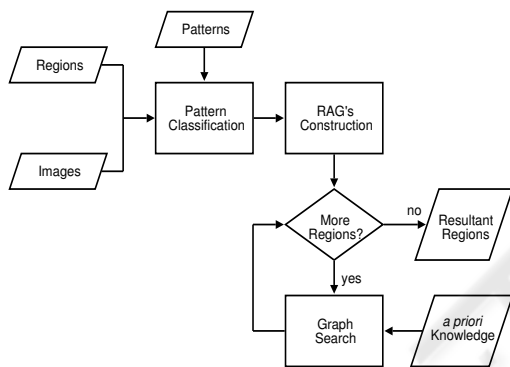 Patterns
Regions
Pattern
Classification
RAG's
Construction
Images
More
Regions?
no
Resultant
Regions
yes
Graph
Search
a priori
Knowledge